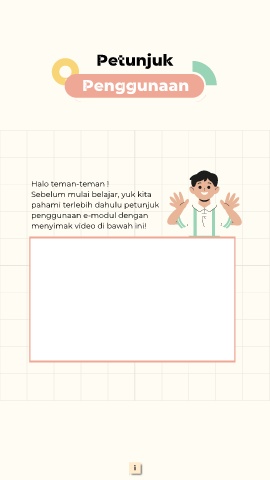 Petunjuk
Penggunaan
Halo teman-teman !
Sebelum mulai belajar, yuk kita
pahami terlebih dahulu petunjuk
penggunaan e-modul dengan
menyimak video di bawah ini!
i